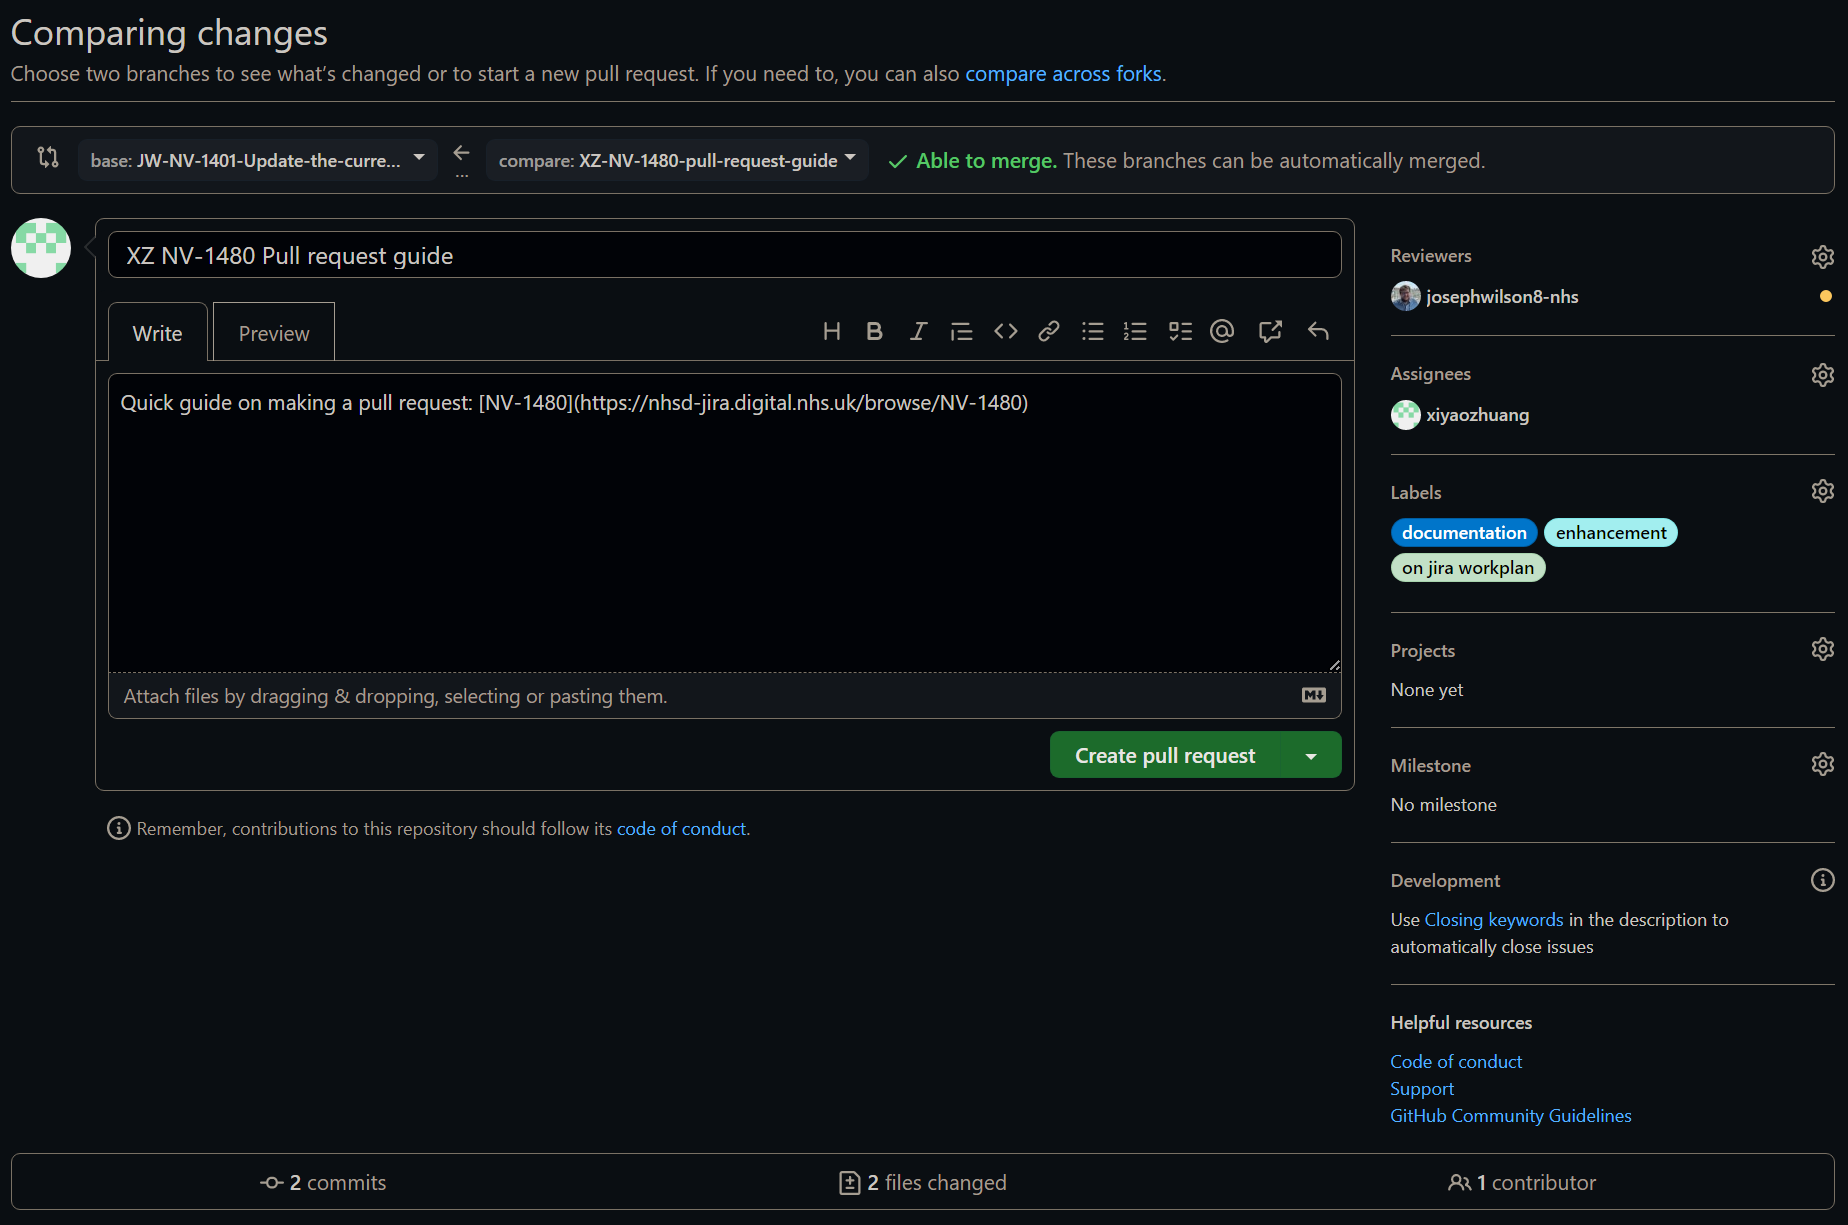 Comparing changes
Choose two branches to see what's changed or to start a new pull request. If you need to, you can also compare across forks.
base: JW-NV-1401-Update-the-curre... ... compare: XZ-NV-1480-pull-request-guide Able to merge. These branches can be automatically merged.
XZ NV-1480 Pull request guide
Write Preview
Quick guide on making a pull request: [NV-1480](https://nhsd-jira.digital.nhs.uk/browse/NV-1480)
Attach files by dragging & dropping, selecting or pasting them.
Create pull request
Remember, contributions to this repository should follow its code of conduct.
Reviewers
josephwilson8-nhs
Assignees
xiyaozhuang
Labels
documentation enhancement
on jira workplan
Projects
None yet
Milestone
No milestone
Development
Use Closing keywords in the description to
automatically close issues
Helpful resources
Code of conduct
Support
GitHub Community Guidelines
2 commits 2 files changed 1 contributor